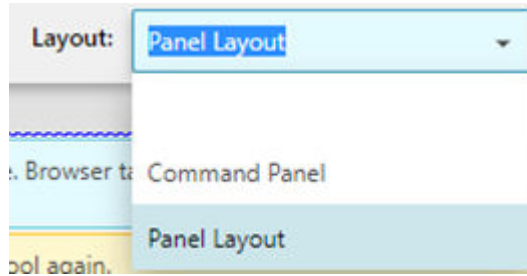 Layout: Panel Layout
. Browser ta
Command Panel
Panel Layout
ool again.